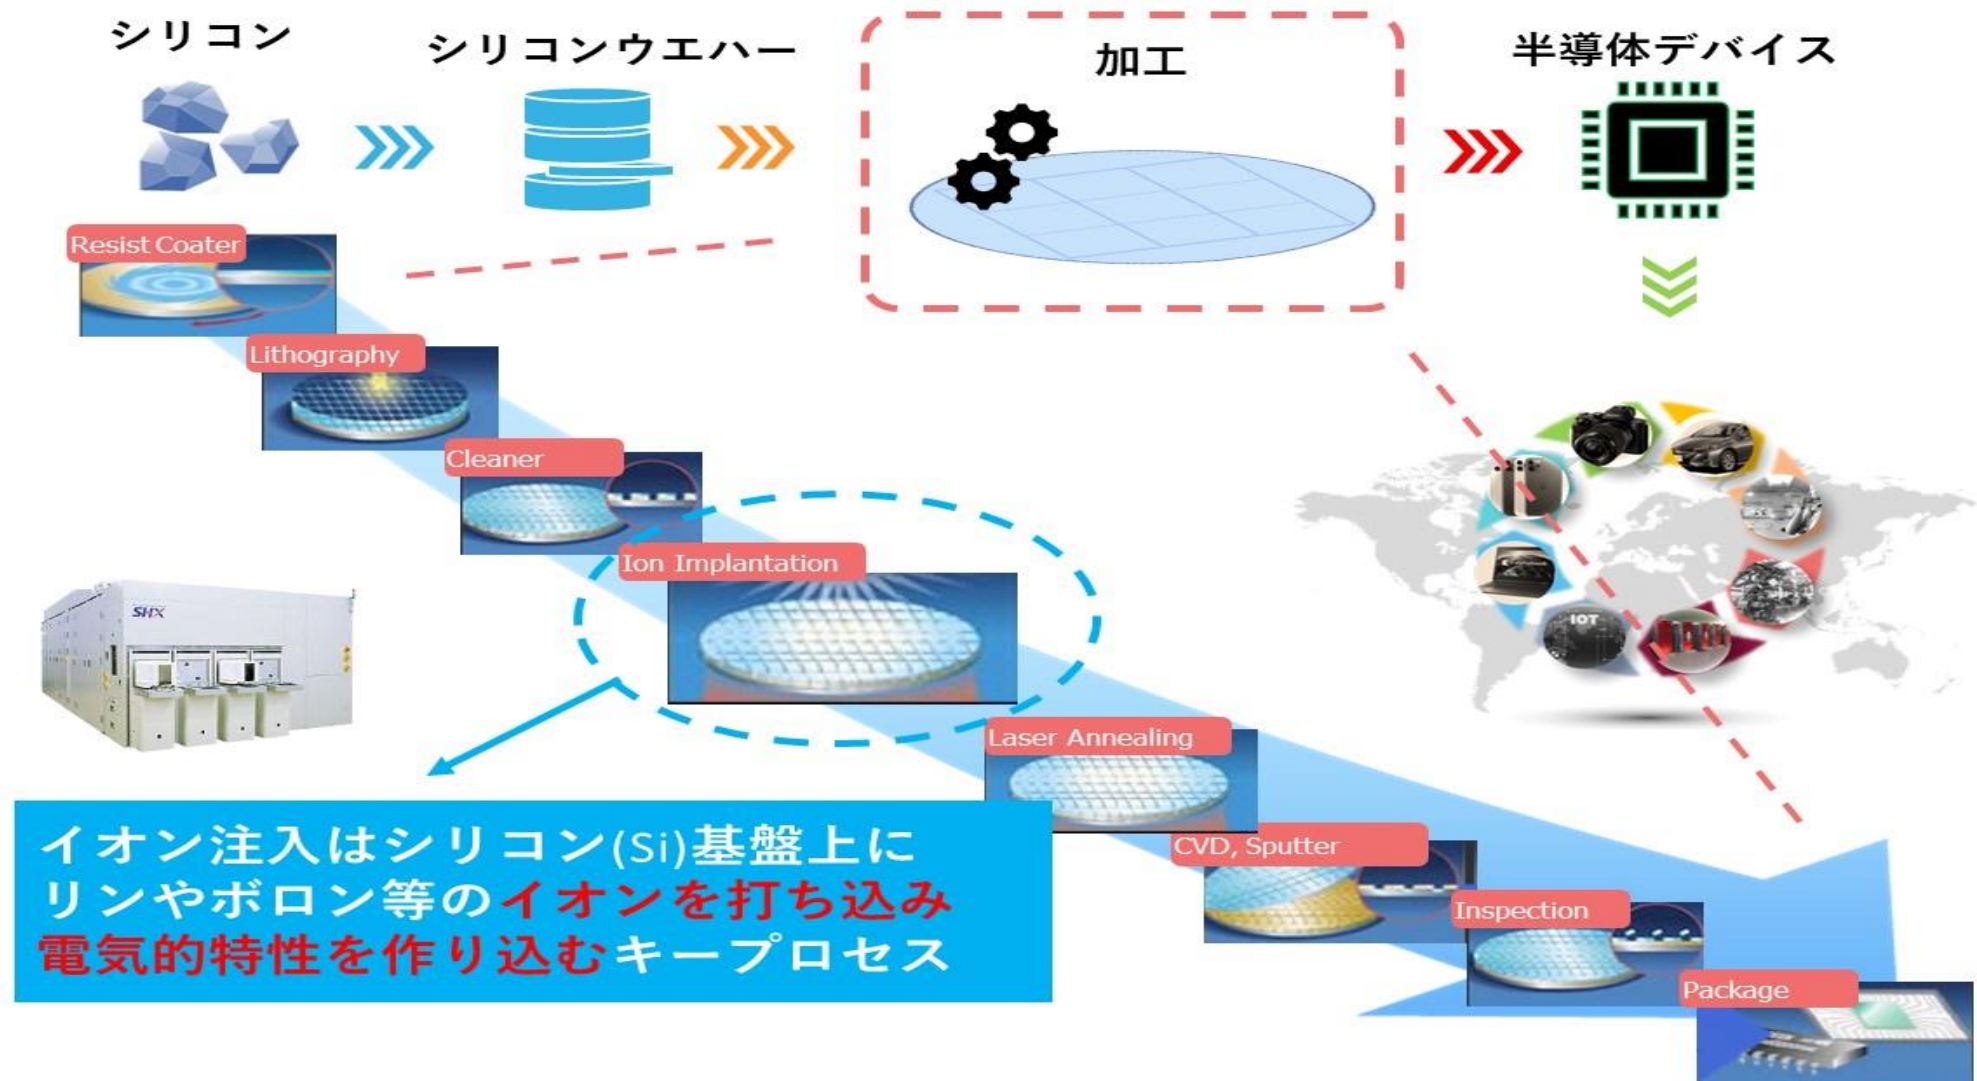 シリコン
シリコンウエハー
加工
半導体デバイス
Resist Coater
Lithography
Cleaner
Ion Implantation
SHX
IOT
Laser Annealing
イオン注入はシリコン(Si)基盤上に
リンやボロン等のイオンを打ち込み
電気的特性を作り込むキープロセス
CVD, Sputter
Inspection
Package